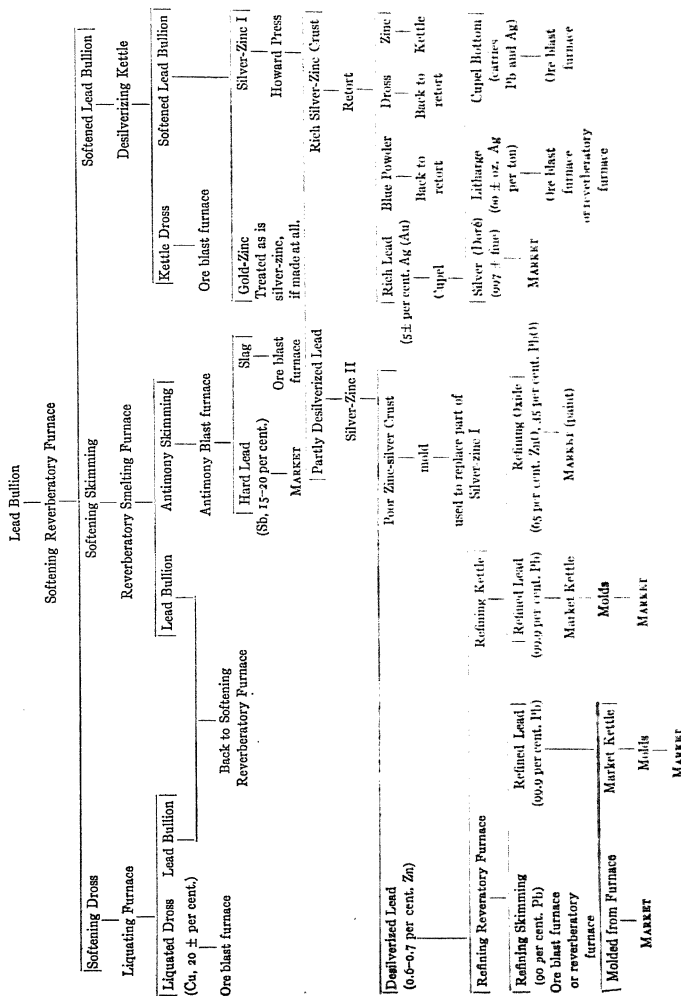 Lead Bullion
Softening Reverberatory Furnace
Softening Dross
Softening Skimming
Softened Lead Bullion
Liquating Furnace
Reverberatory Smelting Furnace
Desilverizing Kettle
Liquated Dross
(Cu, 20 ± per cent.)
Lead Bullion
Lead Bullion
Antimony Skimming
Kettle Dross
Softened Lead Bullion
Ore blast furnace
Back to Softening
Reverberatory Furnace
Antimony Blast furnace
Ore blast furnace
Hard Lead
(Sb, 15-20 per cent.)
MARKET
Slag
Ore blast
furnace
Gold-Zinc
Treated as is
silver-zinc,
if made at all.
Silver-Zinc I
Howard Press
Partly Desilverized Lead
Rich Silver-Zinc Crust
Silver-Zinc II
Retort
Desilverized Lead
(0.6-0.7 per cent. Zn)
Poor Zinc-silver Crust
mold
used to replace part of
Silver-zinc I
Rich Lead
(5± per cent. Ag (Au)
Cupel
Blue Powder
Back to
retort
Dross
Back to
retort
Zinc
Kettle
Refining Reveratory Furnace
Refining Kettle
Silver (Doré)
(997 ± fine)
MARKET
Litharge
(60 ± oz. Ag
per ton)
Ore blast
furnace
or reverberatory
furnace
Cupel Bottom
(carries
Pb and Ag)
Ore blast
furnace
Refining Skimming
(90 per cent. Pb)
Ore blast furnace
or reverberatory
furnace
Refined Lead
(99.9 per cent. Pb)
Refined Lead
(99.9 per cent. Pb)
Market Kettle
Molds
MARKET
Refining Oxide
(65 per cent. ZnO, 45 per cent. PbO)
MARKET (paint)
Molded from Furnace
MARKET
Market Kettle
Molds
MARKET